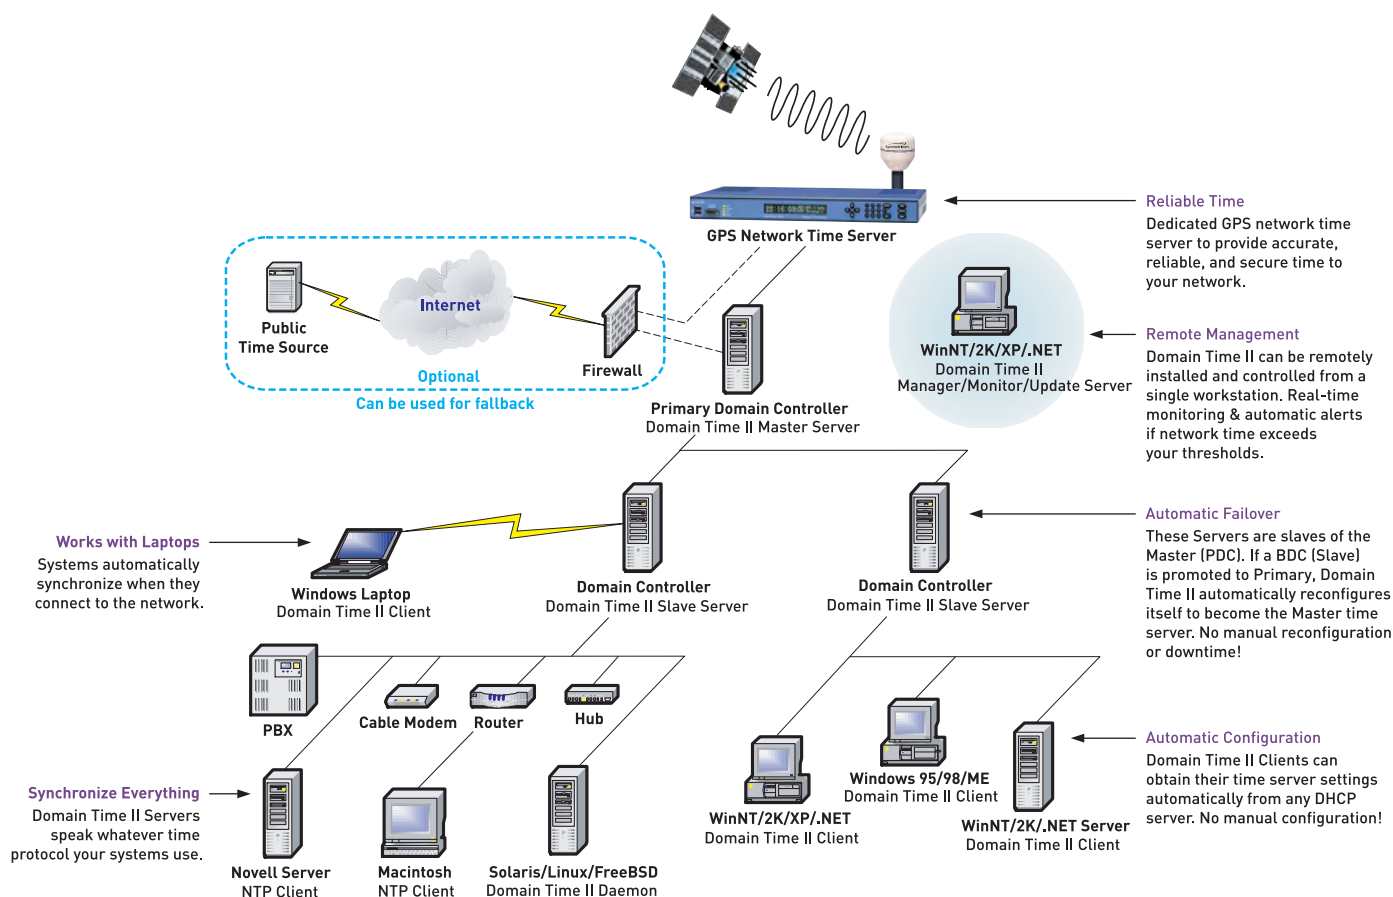 GPS Network Time Server
Reliable Time
Dedicated GPS network time
server to provide accurate,
reliable, and secure time to
your network.
Public
Time Source
Internet
Firewall
Optional
Can be used for fallback
Primary Domain Controller
Domain Time II Master Server
WinNT/2K/XP/.NET
Domain Time II
Manager/Monitor/Update Server
Remote Management
Domain Time II can be remotely
installed and controlled from a
single workstation. Real-time
monitoring & automatic alerts
if network time exceeds
your thresholds.
Works with Laptops
Systems automatically
synchronize when they
connect to the network.
Windows Laptop
Domain Time II Client
Domain Controller
Domain Time II Slave Server
Domain Controller
Domain Time II Slave Server
Automatic Failover
These Servers are slaves of the
Master (PDC). If a BDC (Slave)
is promoted to Primary, Domain
Time II automatically reconfigures
itself to become the Master time
server. No manual reconfiguration
or downtime!
PBX
Cable Modem
Router
Hub
Synchronize Everything
Domain Time II Servers
speak whatever time
protocol your systems use.
Novell Server
NTP Client
Macintosh
NTP Client
Solaris/Linux/FreeBSD
Domain Time II Daemon
WinNT/2K/XP/.NET
Domain Time II Client
Windows 95/98/ME
Domain Time II Client
WinNT/2K/.NET Server
Domain Time II Client
Automatic Configuration
Domain Time II Clients can
obtain their time server settings
automatically from any DHCP
server. No manual configuration!